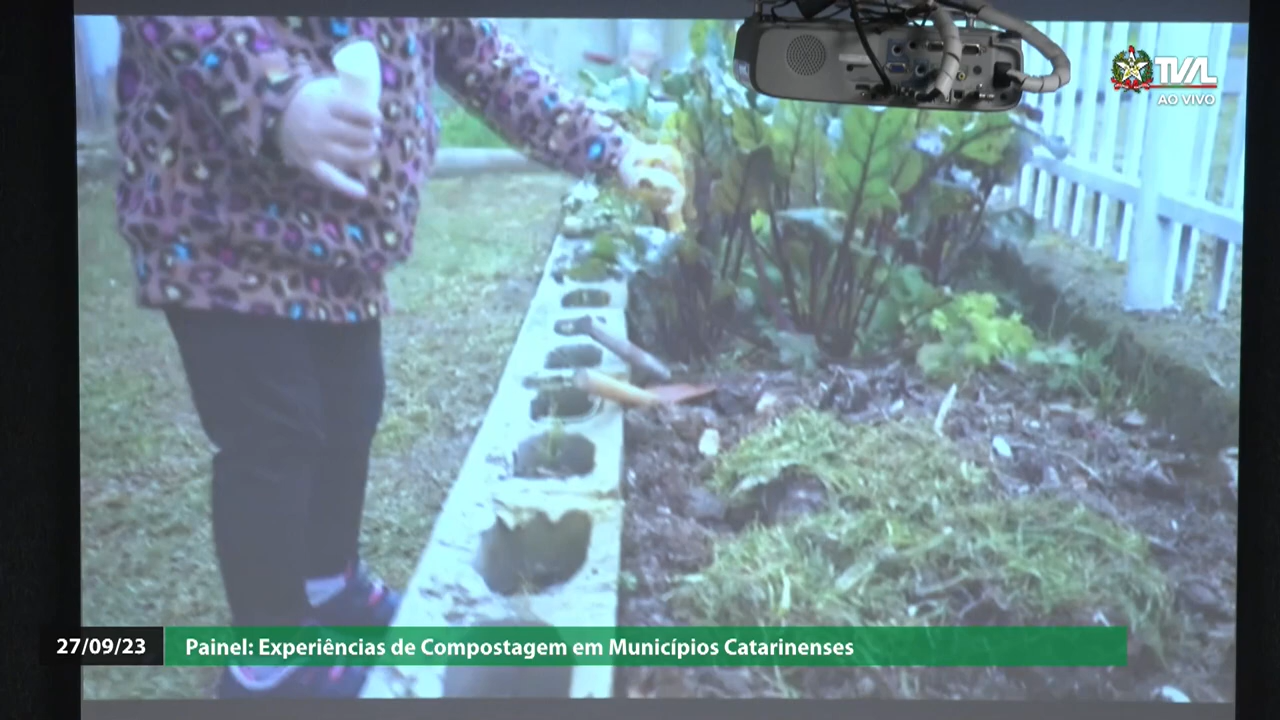 TVAL
AO VIVO
27/09/23
Painel: Experiências de Compostagem em Municípios Catarinenses